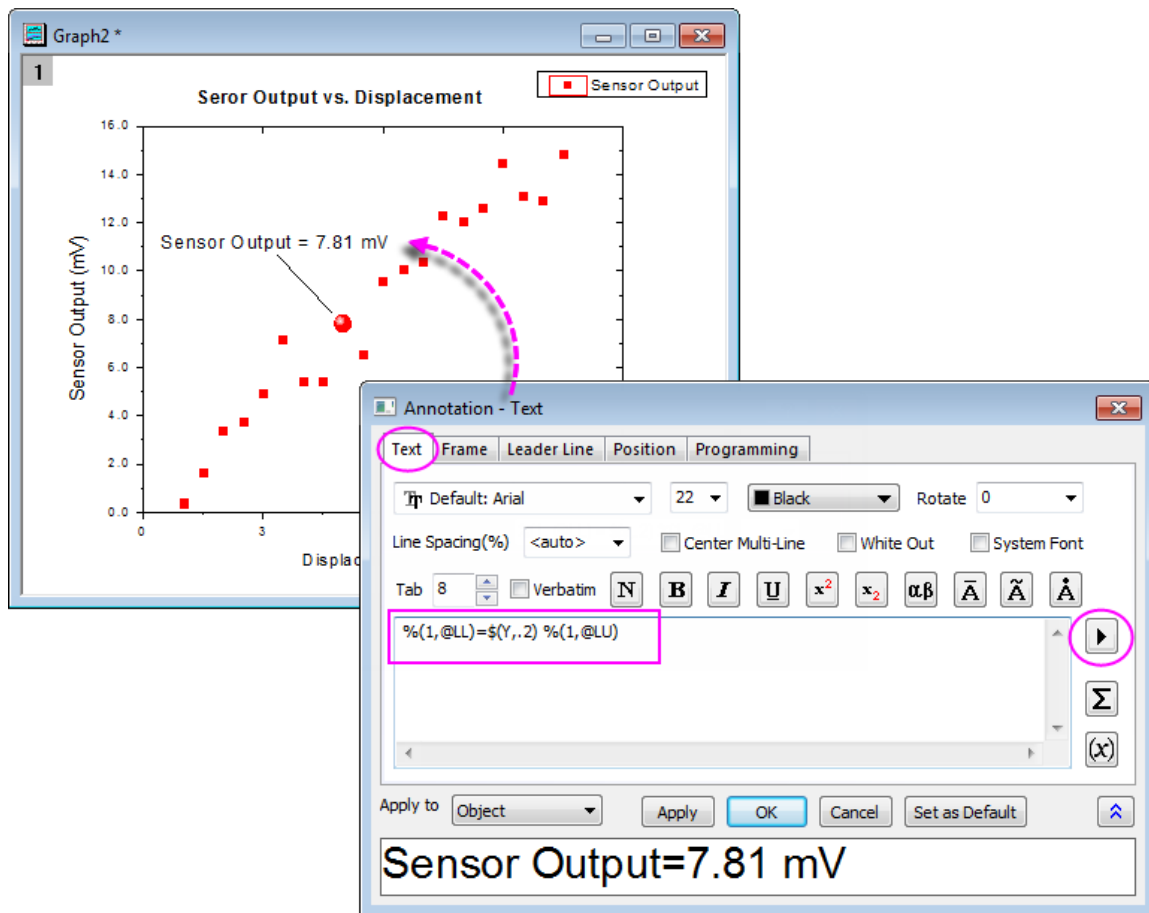 Graph2 *
1
Sensor Output
Seror Output vs. Displacement
16.0
14.0
12.0
Sensor Output = 7.81 mV
10.0
8.0
6.0
4.0
2.0
0.0
Sensor Output (mV)
0 3
Displac
Annotation - Text
Text Frame Leader Line Position Programming
Default: Arial 22 Black Rotate 0
Line Spacing(%) <auto> Center Multi-Line White Out System Font
Tab 8 Verbatim N B I U x² x₂ αβ Ā Ã Å
%(1,@LL)=$(Y,.2) %(1,@LU)
Σ
(x)
Apply to Object Apply OK Cancel Set as Default
Sensor Output=7.81 mV